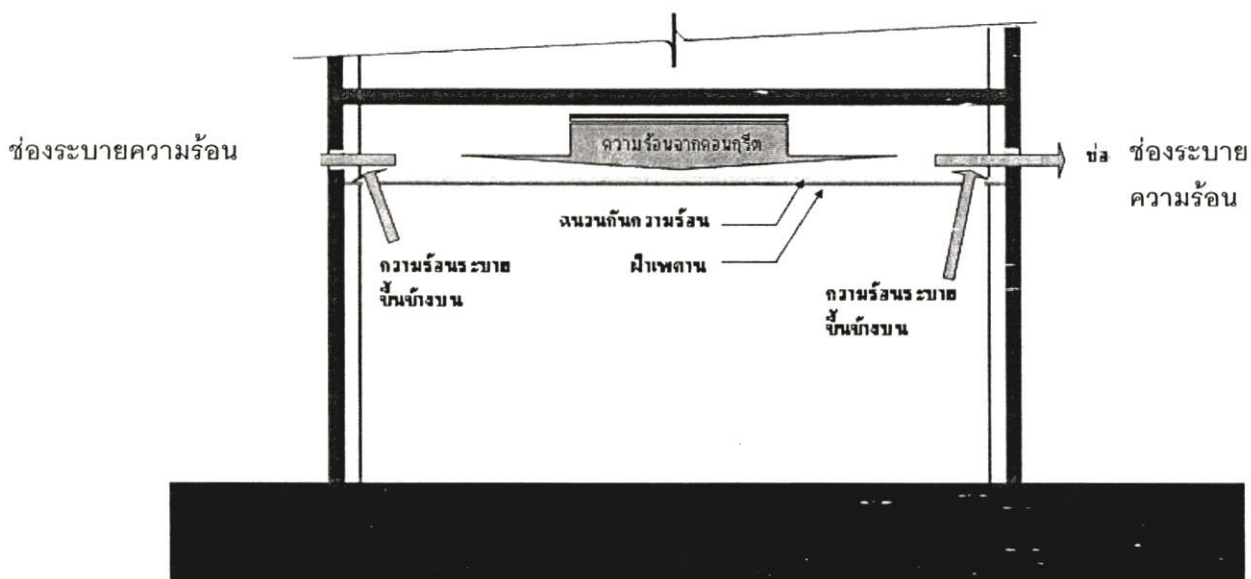 ช่องระบายความร้อน
ความร้อนจากคอนกรีต
ช่อ ช่องระบาย
ความร้อน
ฉนวนกันความร้อน
ฝ้าเพดาน
ความร้อนระบาย
ขึ้นข้างบน
ความร้อนระบาย
ขึ้นข้างบน